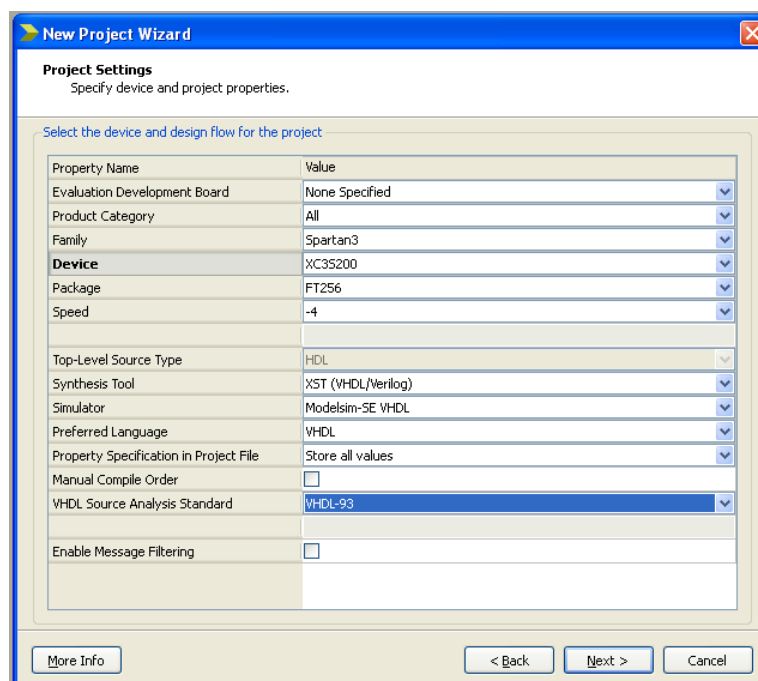 New Project Wizard
Project Settings
Specify device and project properties.
Select the device and design flow for the project
Property Name Value
Evaluation Development Board None Specified
Product Category All
Family Spartan3
Device XC3S200
Package FT256
Speed -4
Top-Level Source Type HDL
Synthesis Tool XST (VHDL/Verilog)
Simulator Modelsim-SE VHDL
Preferred Language VHDL
Property Specification in Project File Store all values
Manual Compile Order
VHDL Source Analysis Standard VHDL-93
Enable Message Filtering
More Info < Back Next > Cancel